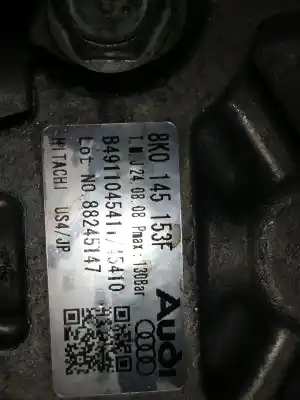 8K0 145 153F
T.M.J 24.08.08 Pmax.:130Bar
B491104541 / 5410
Lot No. 88245147
HITACHI US4/JP
Audi